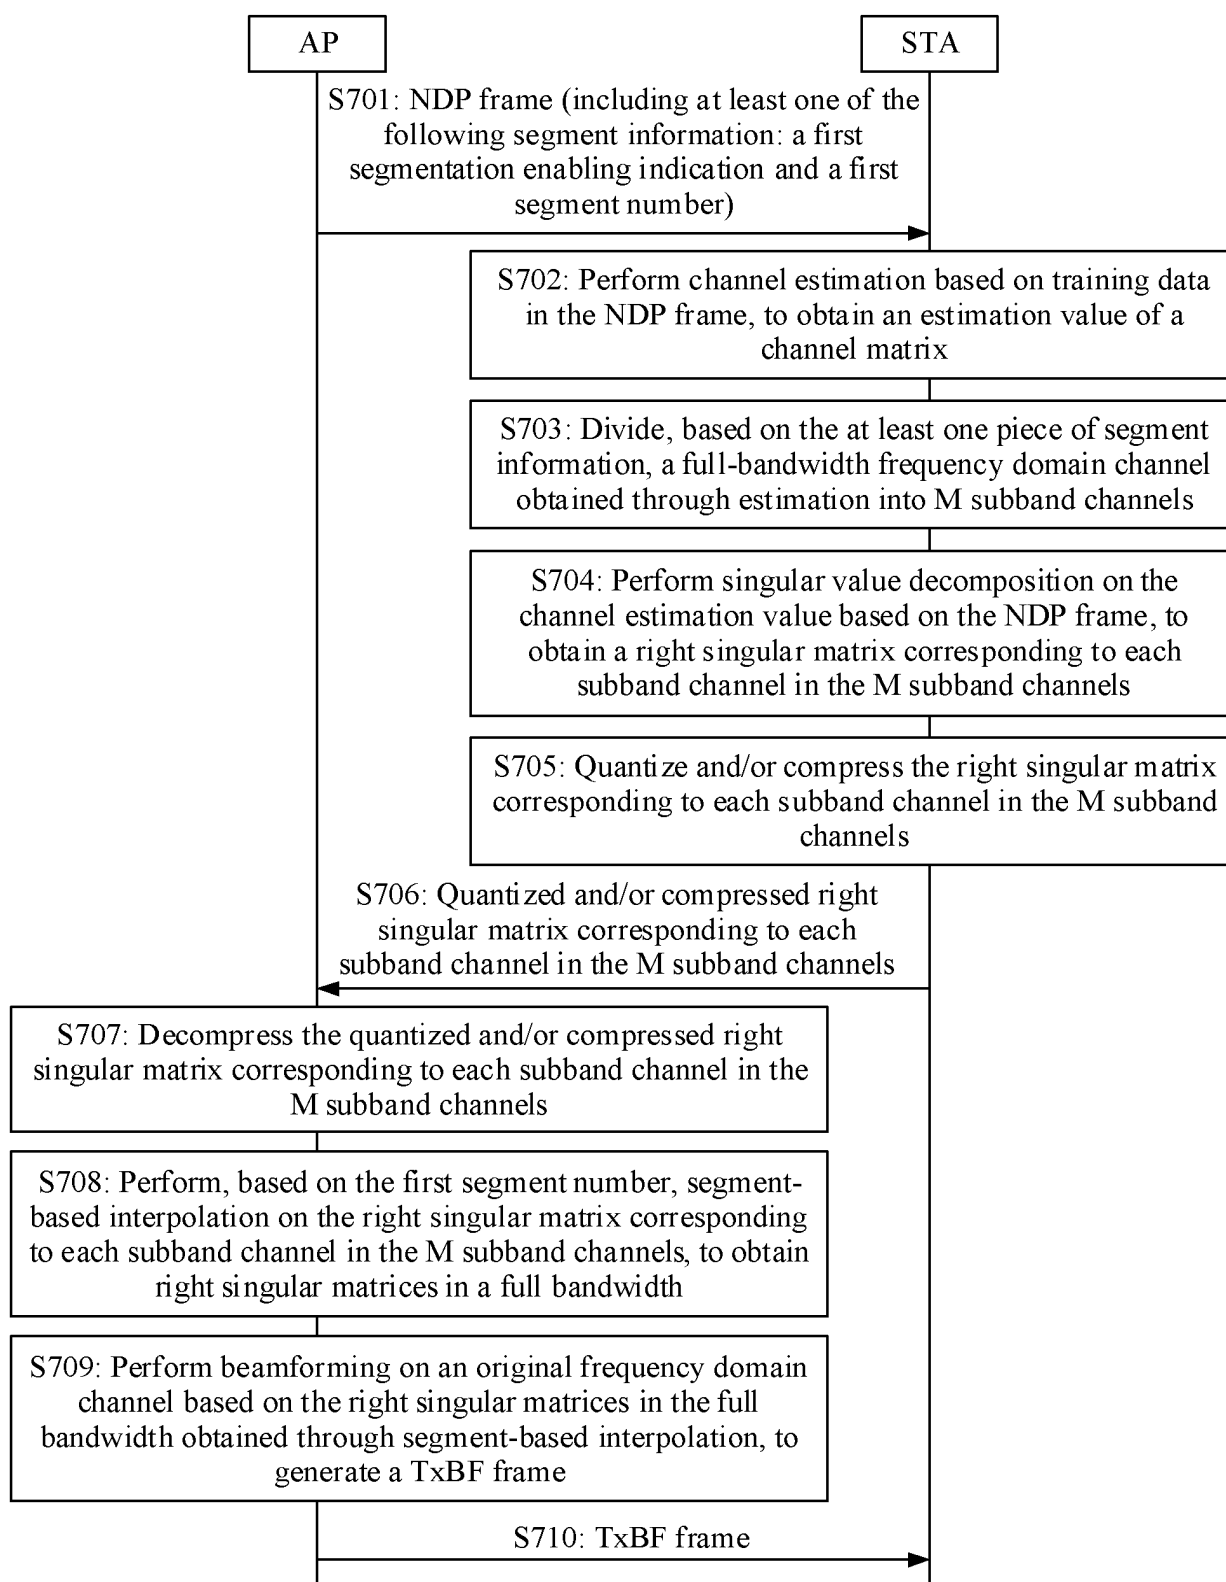 AP
STA
S701: NDP frame (including at least one of the
following segment information: a first
segmentation enabling indication and a first
segment number)
S702: Perform channel estimation based on training data
in the NDP frame, to obtain an estimation value of a
channel matrix
S703: Divide, based on the at least one piece of segment
information, a full-bandwidth frequency domain channel
obtained through estimation into M subband channels
S704: Perform singular value decomposition on the
channel estimation value based on the NDP frame, to
obtain a right singular matrix corresponding to each
subband channel in the M subband channels
S705: Quantize and/or compress the right singular matrix
corresponding to each subband channel in the M subband
channels
S706: Quantized and/or compressed right
singular matrix corresponding to each
subband channel in the M subband channels
S707: Decompress the quantized and/or compressed right
singular matrix corresponding to each subband channel in the
M subband channels
S708: Perform, based on the first segment number, segment-
based interpolation on the right singular matrix corresponding
to each subband channel in the M subband channels, to obtain
right singular matrices in a full bandwidth
S709: Perform beamforming on an original frequency domain
channel based on the right singular matrices in the full
bandwidth obtained through segment-based interpolation, to
generate a TxBF frame
S710: TxBF frame